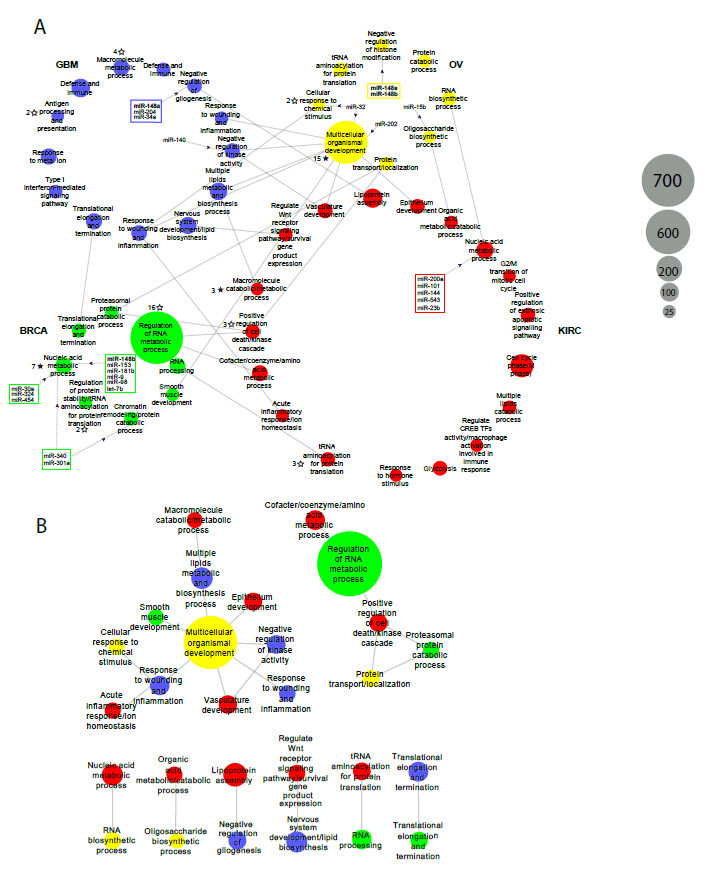 A
GBM
OV
4☆
Macromolecule
metabolic
process
Defense and
immune
Defense and
immune
Negative
regulation
of
gliogenesis
miR-148a
miR-204
miR-34a
2☆
Antigen
processing
and
presentation
Response
to metal ion
Type I
interferon-mediated
signaling
pathway
Translational
elongation
and
termination
Response
to wounding
and
inflammation
miR-140
Negative
regulation
of kinase
activity
Multiple
lipids
metabolic
and
biosynthesis
process
Response
to wounding
and
inflammation
Nervous
system
development/lipid
biosynthesis
Negative
regulation
of histone
modification
tRNA
aminoacylation
for protein
translation
Protein
catabolic
process
miR-148a
miR-148b
RNA
biosynthetic
process
2☆
Cellular
response to
chemical
stimulus
miR-32
miR-15b
miR-202
Oligosaccharide
biosynthetic
process
Multicellular
organismal
development
15★
Protein
transport/localization
Lipoprotein
assembly
Vasculature
development
Epithelium
development
Organic
acid
metabolic/catabolic
process
Regulate
Wnt
receptor
signaling
pathway/survival
gene
product
expression
Nucleic acid
metabolic
process
miR-200a
miR-101
miR-144
miR-543
miR-23b
G2/M
transition of
mitotic cell
cycle
Positive
regulation
of extrinsic
apoptotic
signalling
pathway
KIRC
3★
Macromolecule
catabolic/metabolic
process
3☆
Positive
regulation
of cell
death/kinase
cascade
Cofactor/coenzyme/amino
acid
metabolic
process
Cell cycle
phase (M
phase)
Multiple
lipids
catabolic
process
Acute
inflammatory
response/ion
homeostasis
Regulate
CREB TFs
activity/macrophage
activation
involved in
immune
response
3☆
tRNA
aminoacylation
for protein
translation
Response
to hormone
stimulus
Glycolysis
BRCA
Proteasomal
protein
catabolic
process
16☆
Regulation
of RNA
metabolic
process
Translational
elongation
and
termination
7★
Nucleic acid
metabolic
process
miR-148b
miR-153
miR-181b
miR-9
miR-98
let-7b
RNA
processing
miR-30a
miR-324
miR-454
Regulation
of protein
stability/tRNA
aminoacylation
for protein
translation
2☆
Chromatin
remodeling/protein
catabolic
process
Smooth
muscle
development
miR-340
miR-301a
700
600
200
100
25
B
Macromolecule
catabolic/metabolic
process
Cofacter/coenzyme/amino
acid
metabolic
process
Multiple
lipids
metabolic
and
biosynthesis
process
Regulation
of RNA
metabolic
process
Epithelium
development
Smooth
muscle
development
Positive
regulation
of cell
death/kinase
cascade
Cellular
response to
chemical
stimulus
Multicellular
organismal
development
Negative
regulation
of kinase
activity
Proteasomal
protein
catabolic
process
Response
to wounding
and
inflammation
Response
to wounding
and
inflammation
Protein
transport/localization
Acute
inflammatory
response/ion
homeostasis
Vasculature
development
Nucleic acid
metabolic
process
Organic
acid
metabolic/catabolic
process
Lipoprotein
assembly
Regulate
Wnt
receptor
signaling
pathway/survival
gene
product
expression
tRNA
aminoacylation
for protein
translation
Translational
elongation
and
termination
RNA
biosynthetic
process
Oligosaccharide
biosynthetic
process
Negative
regulation
of
gliogenesis
Nervous
system
development/lipid
biosynthesis
RNA
processing
Translational
elongation
and
termination